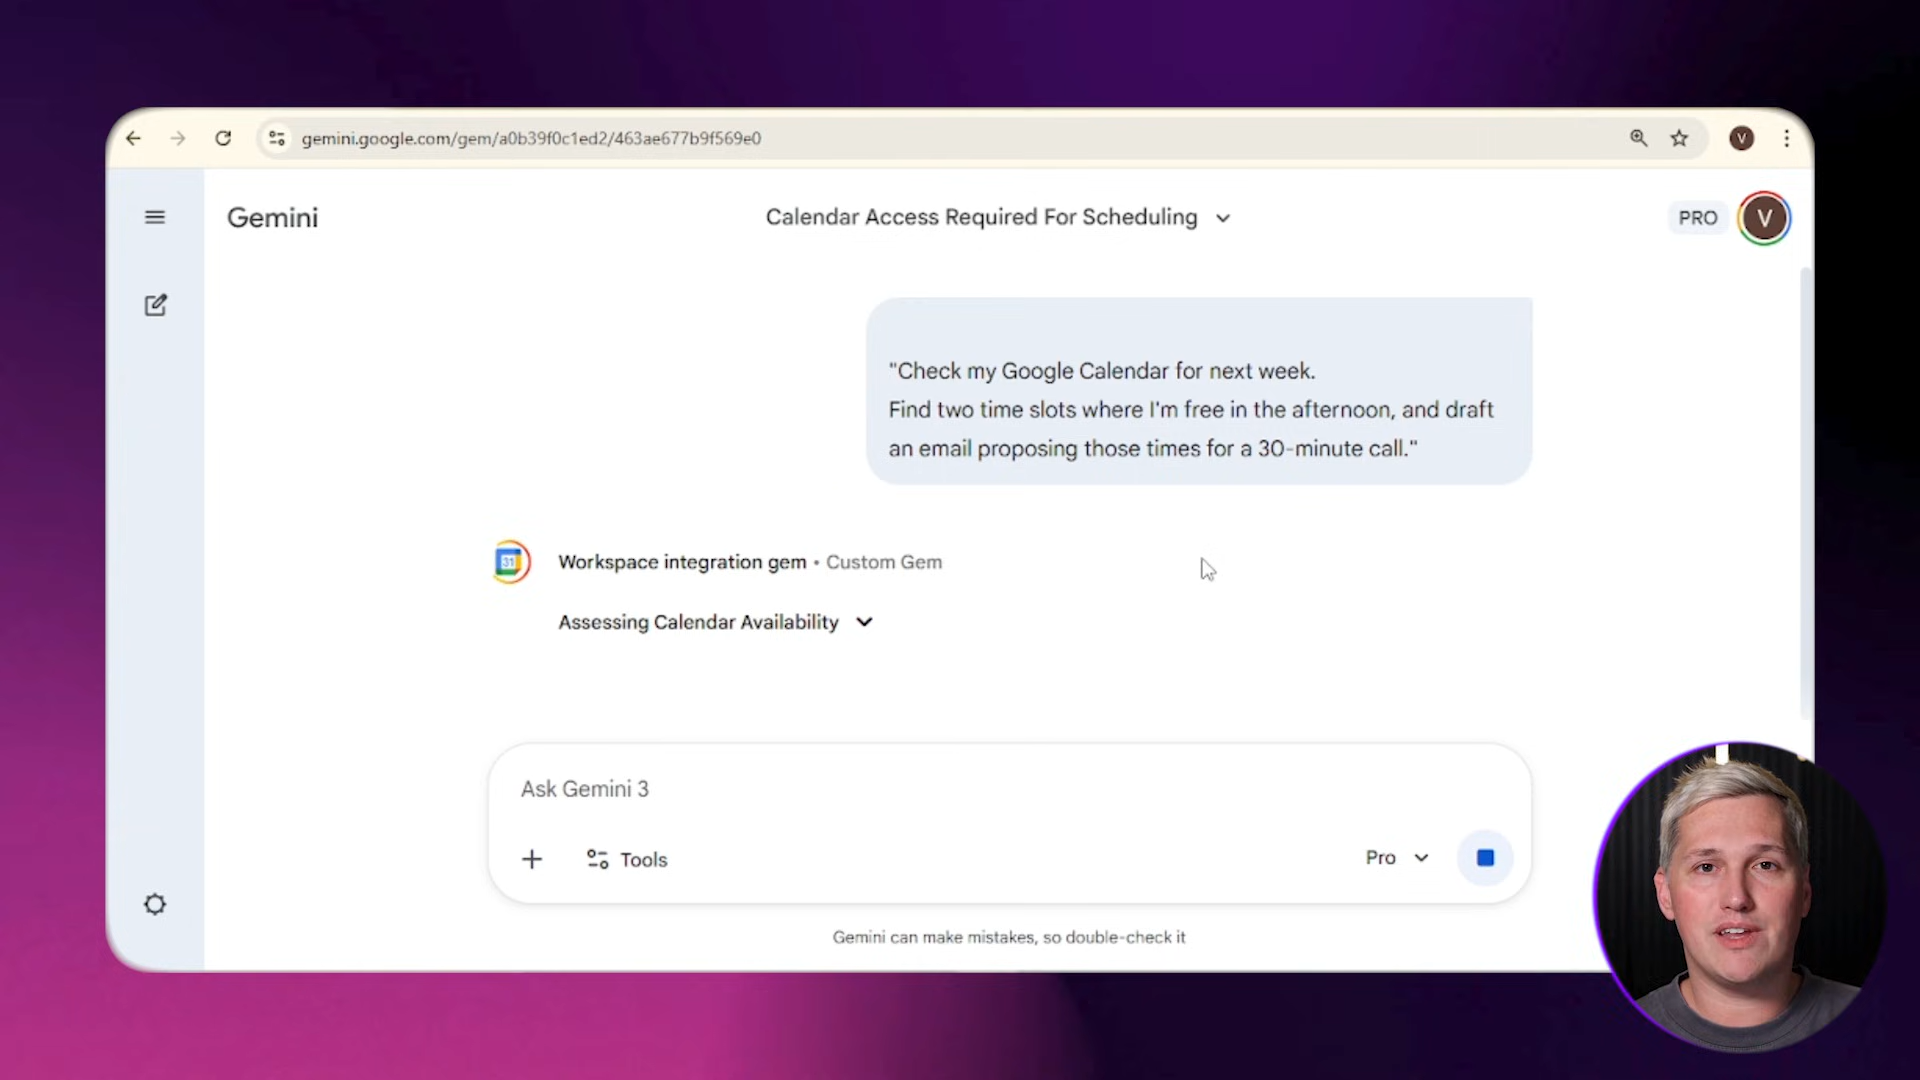 gemini.google.com/gem/a0b39f0c1ed2/463ae677b9f569e0
V
Gemini
Calendar Access Required For Scheduling
PRO
V
"Check my Google Calendar for next week.
Find two time slots where I'm free in the afternoon, and draft
an email proposing those times for a 30-minute call."
31
Workspace integration gem • Custom Gem
Assessing Calendar Availability
Ask Gemini 3
Tools
Pro
Gemini can make mistakes, so double-check it